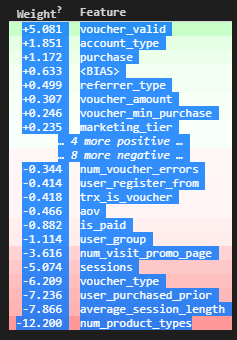 Weight? Feature
+5.081 voucher_valid
+1.851 account_type
+1.172 purchase
+0.633 <BIAS>
+0.499 referrer_type
+0.307 voucher_amount
+0.246 voucher_min_purchase
+0.235 marketing_tier
… 4 more positive …
… 8 more negative …
-0.344 num_voucher_errors
-0.414 user_register_from
-0.418 trx_is_voucher
-0.466 aov
-0.882 is_paid
-1.114 user_group
-3.616 num_visit_promo_page
-5.074 sessions
-6.209 voucher_type
-7.236 user_purchased_prior
-7.866 average_session_length
-12.200 num_product_types